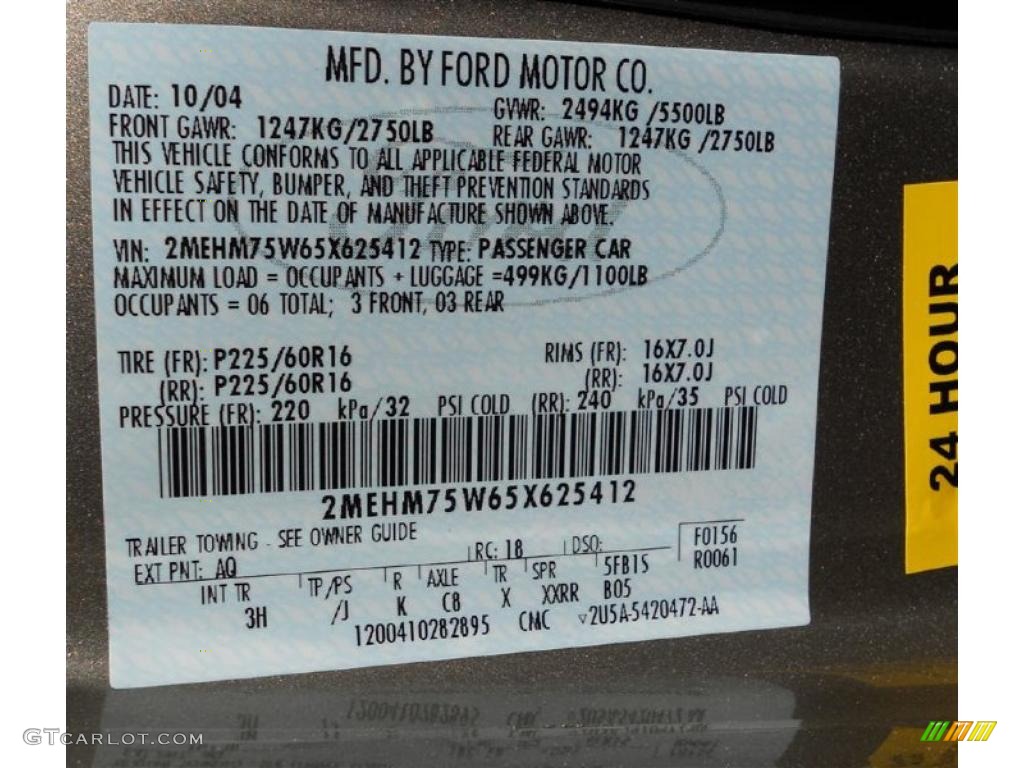 MFD. BY FORD MOTOR CO.
DATE: 10/04 GVWR: 2494KG /5500LB
FRONT GAWR: 1247KG/2750LB REAR GAWR: 1247KG /2750LB
THIS VEHICLE CONFORMS TO ALL APPLICABLE FEDERAL MOTOR
VEHICLE SAFETY, BUMPER, AND THEFT PREVENTION STANDARDS
IN EFFECT ON THE DATE OF MANUFACTURE SHOWN ABOVE.
VIN: 2MEHM75W65X625412 TYPE: PASSENGER CAR
MAXIMUM LOAD = OCCUPANTS + LUGGAGE =499KG/1100LB
OCCUPANTS = 06 TOTAL; 3 FRONT, 03 REAR
TIRE (FR): P225/60R16 RIMS (FR): 16X7.0J
(RR): P225/60R16 (RR): 16X7.0J
PRESSURE (FR): 220 kPa/32 PSI COLD (RR): 240 kPa/35 PSI COLD
2MEHM75W65X625412
TRAILER TOWING - SEE OWNER GUIDE
EXT PNT: AQ RC: 18 DSO: F0156
INT TR TP/PS R AXLE TR SPR 5FB15 R0061
3H /J K C8 X XXRR B05
1200410282895 CMC ▿2U5A-5420472-AA
24 HOUR
GTCARLOT.COM